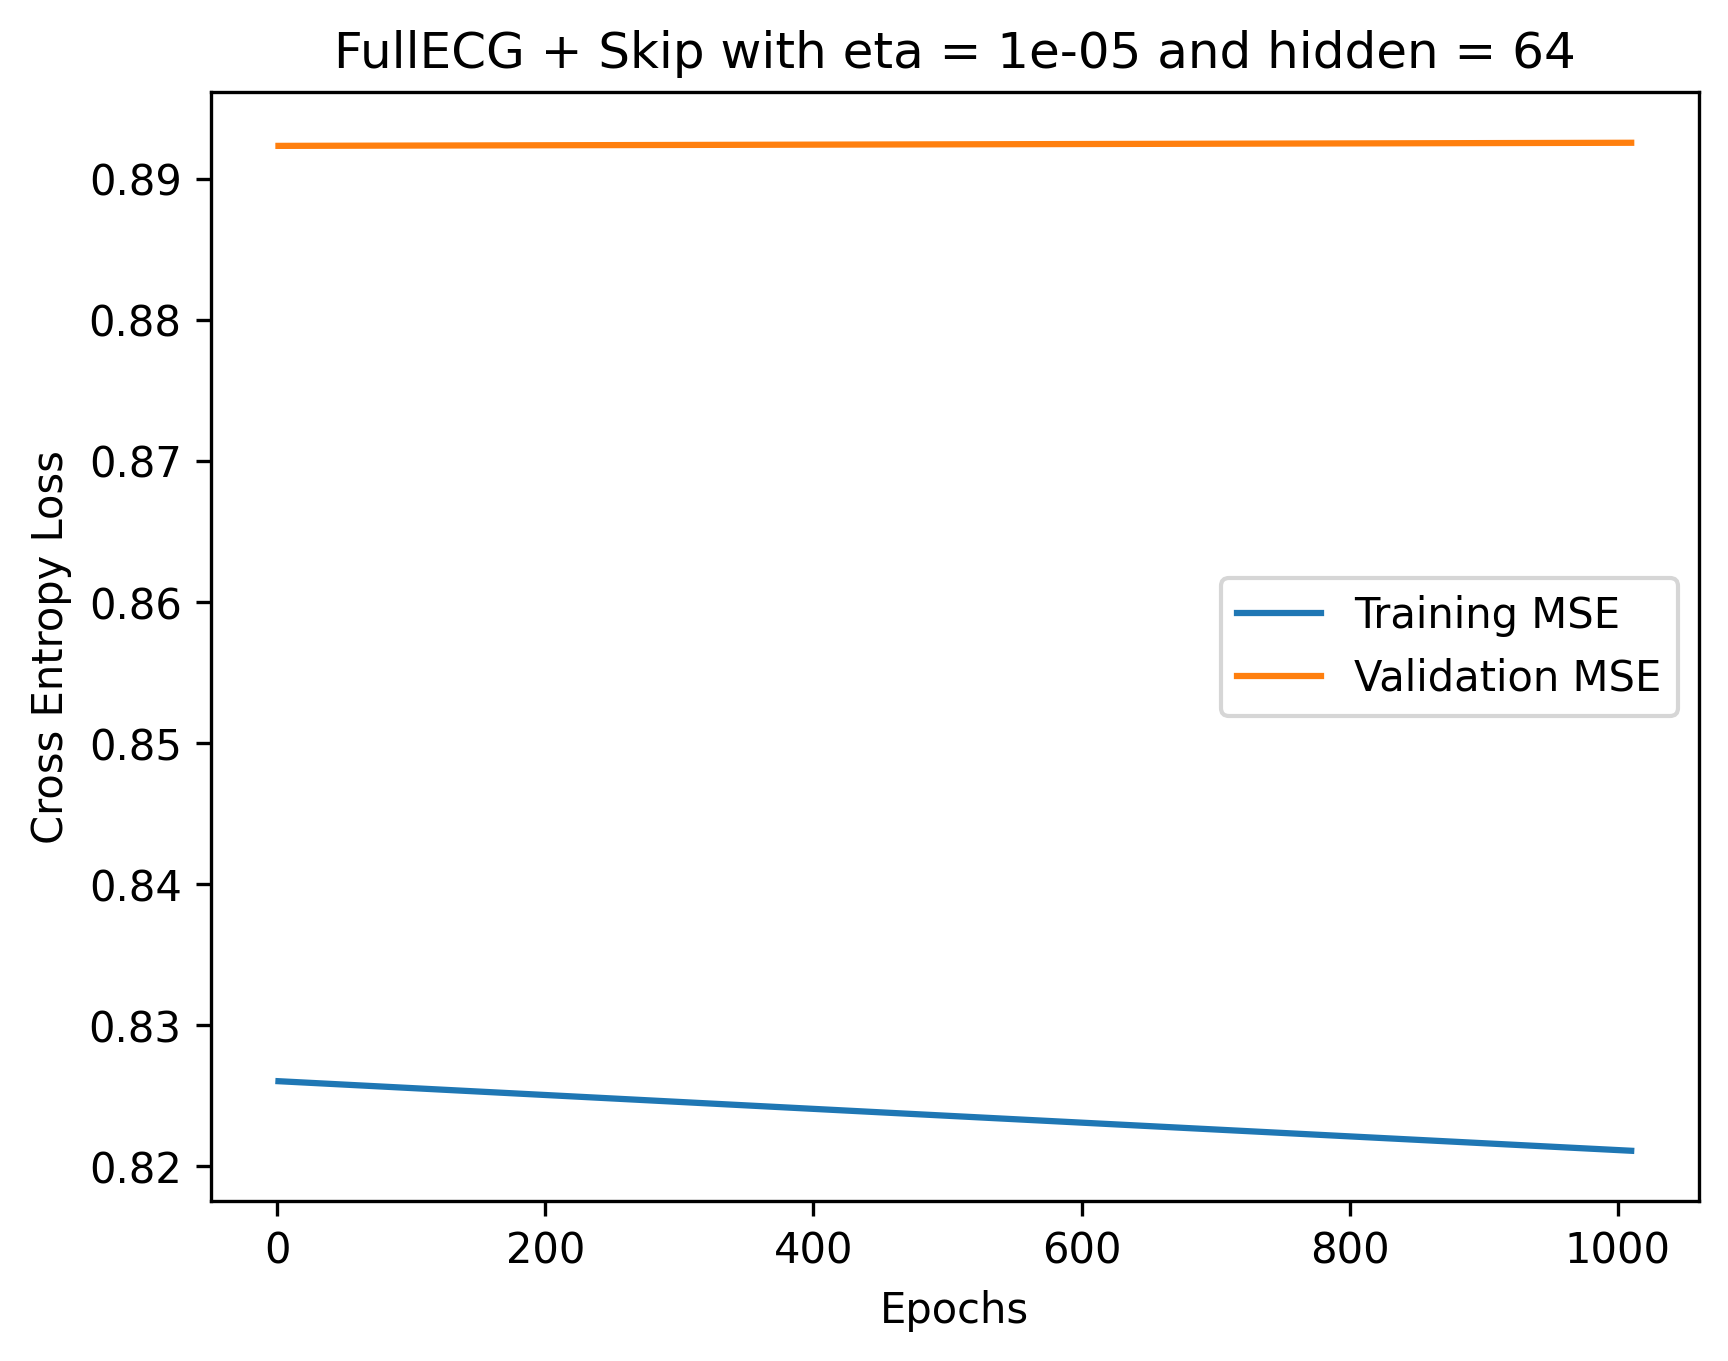 FullECG + Skip with eta = 1e-05 and hidden = 64
Cross Entropy Loss
0.89
0.88
0.87
0.86
0.85
0.84
0.83
0.82
Training MSE
Validation MSE
0 200 400 600 800 1000
Epochs